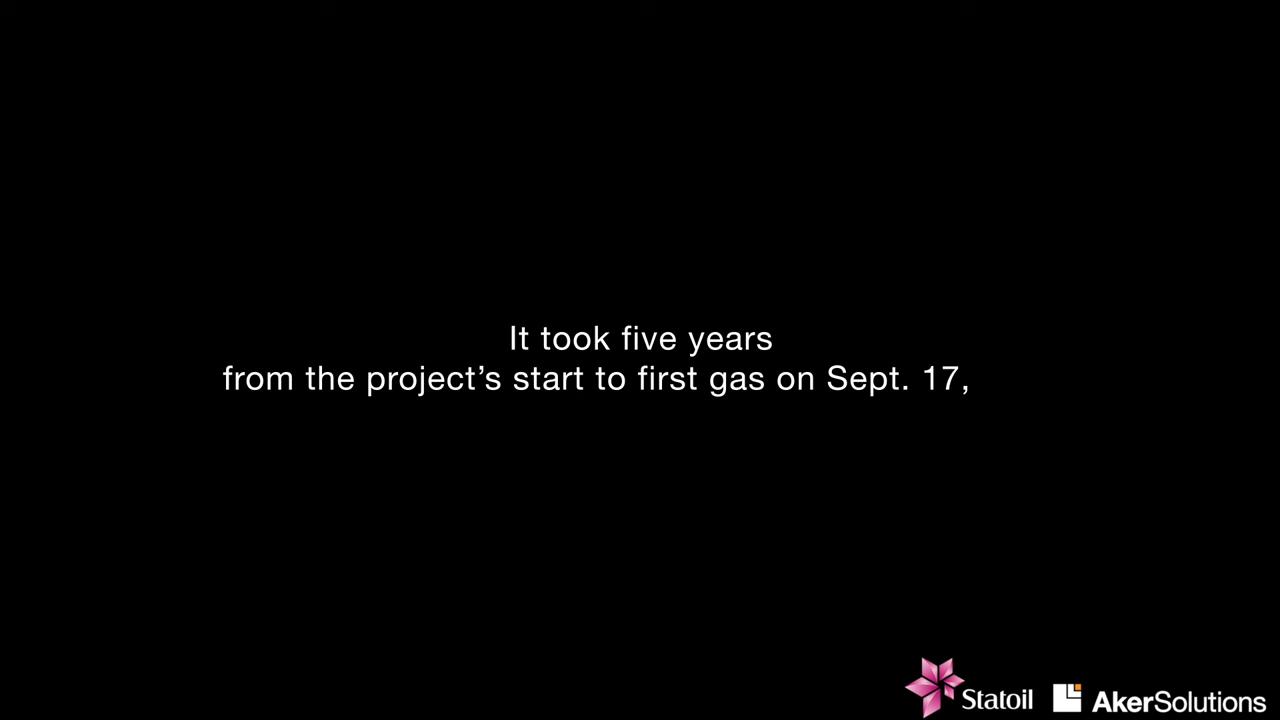 It took five years
from the project’s start to first gas on Sept. 17,
Statoil
AkerSolutions